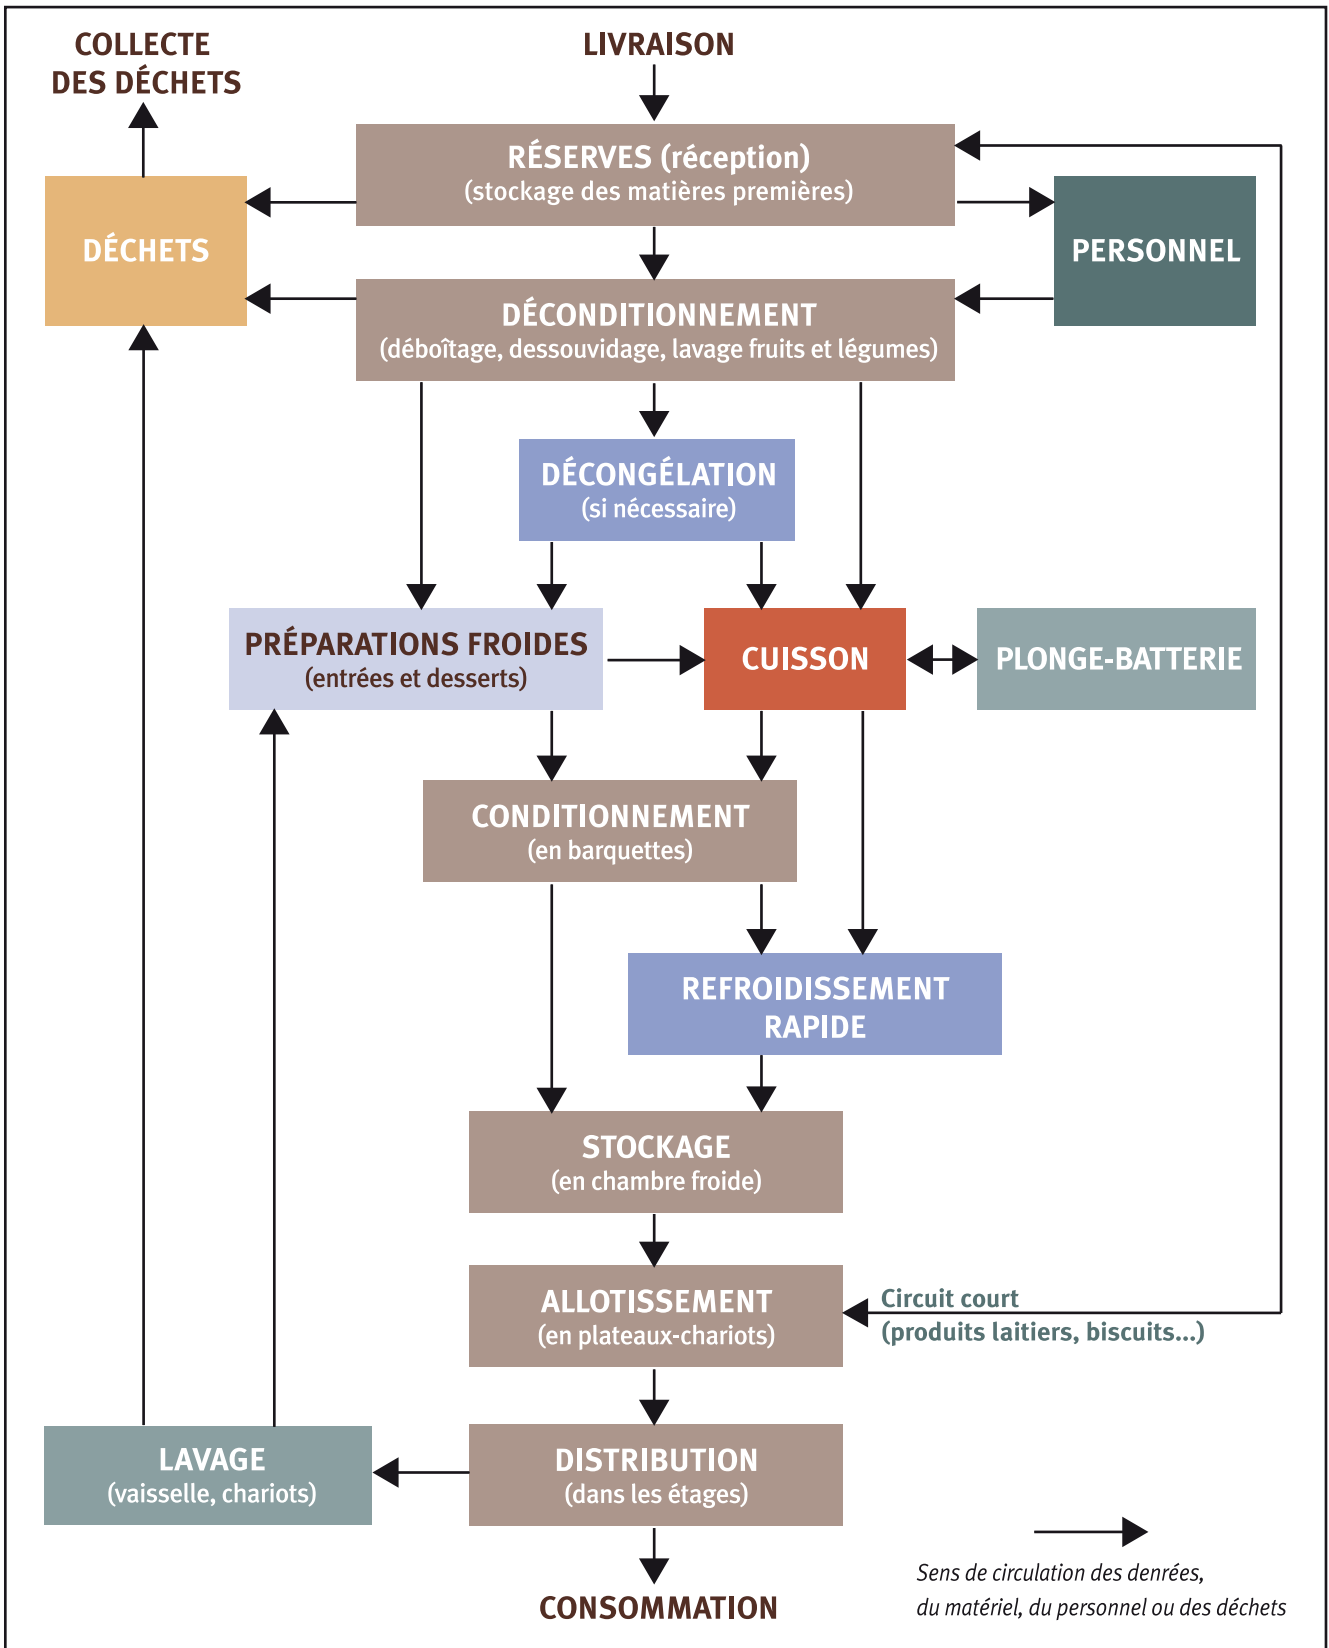 COLLECTE
DES DÉCHETS
LIVRAISON
RÉSERVES (réception)
(stockage des matières premières)
DÉCHETS
PERSONNEL
DÉCONDITIONNEMENT
(déboîtage, dessouvidage, lavage fruits et légumes)
DÉCONGÉLATION
(si nécessaire)
PRÉPARATIONS FROIDES
(entrées et desserts)
CUISSON
PLONGE-BATTERIE
CONDITIONNEMENT
(en barquettes)
REFROIDISSEMENT
RAPIDE
STOCKAGE
(en chambre froide)
ALLOTISSEMENT
(en plateaux-chariots)
Circuit court
(produits laitiers, biscuits...)
LAVAGE
(vaisselle, chariots)
DISTRIBUTION
(dans les étages)
CONSOMMATION
Sens de circulation des denrées,
du matériel, du personnel ou des déchets